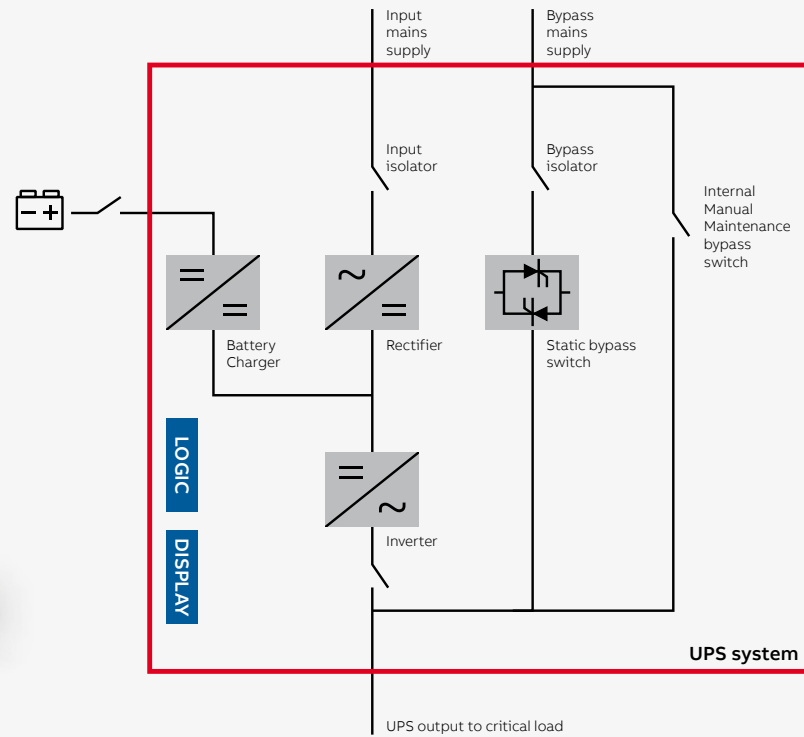 Input
mains
supply
Bypass
mains
supply
Input
isolator
Bypass
isolator
Internal
Manual
Maintenance
bypass
switch
Battery
Charger
Rectifier
Static bypass
switch
LOGIC
Inverter
DISPLAY
UPS system
UPS output to critical load